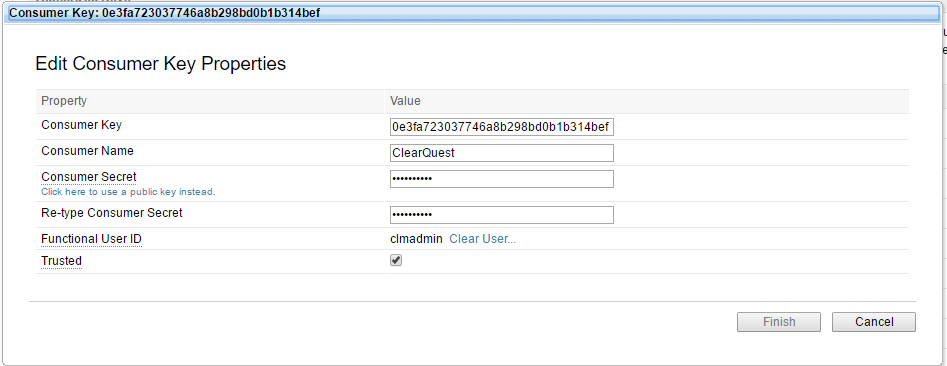 Consumer Key: 0e3fa723037746a8b298bd0b1b314bef
Edit Consumer Key Properties
Property Value
Consumer Key 0e3fa723037746a8b298bd0b1b314bef
Consumer Name ClearQuest
Consumer Secret ••••••••••
Click here to use a public key instead.
Re-type Consumer Secret ••••••••••
Functional User ID clmadmin Clear User...
Trusted
Finish Cancel